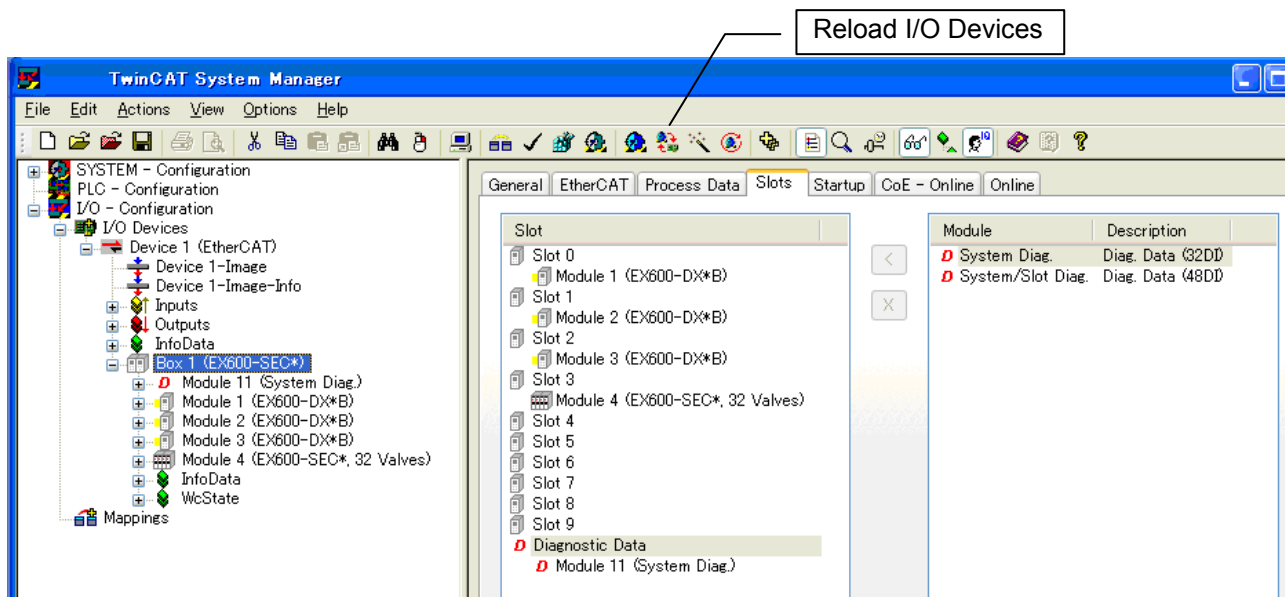 Reload I/O Devices
TwinCAT System Manager
File Edit Actions View Options Help
SYSTEM - Configuration
PLC - Configuration
I/O - Configuration
I/O Devices
Device 1 (EtherCAT)
Device 1-Image
Device 1-Image-Info
Inputs
Outputs
InfoData
Box 1 (EX600-SEC*)
D Module 11 (System Diag.)
Module 1 (EX600-DX*B)
Module 2 (EX600-DX*B)
Module 3 (EX600-DX*B)
Module 4 (EX600-SEC*, 32 Valves)
InfoData
WcState
Mappings
General EtherCAT Process Data Slots Startup CoE - Online Online
Slot
Slot 0
Module 1 (EX600-DX*B)
Slot 1
Module 2 (EX600-DX*B)
Slot 2
Module 3 (EX600-DX*B)
Slot 3
Module 4 (EX600-SEC*, 32 Valves)
Slot 4
Slot 5
Slot 6
Slot 7
Slot 8
Slot 9
D Diagnostic Data
D Module 11 (System Diag.)
<
X
Module Description
D System Diag. Diag. Data (32DI)
D System/Slot Diag. Diag. Data (48DI)